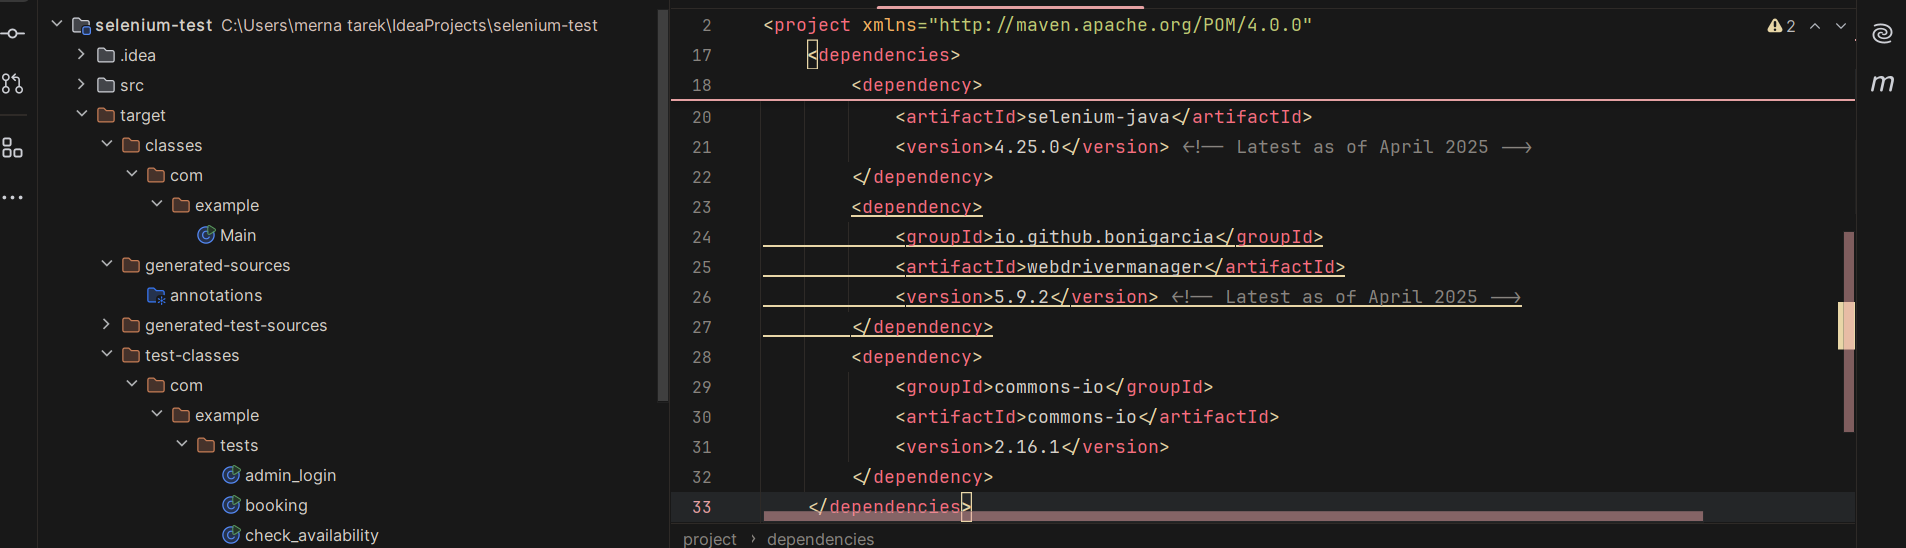 selenium-test C:\Users\merna tarek\IdeaProjects\selenium-test
.idea
src
target
classes
com
example
Main
generated-sources
annotations
generated-test-sources
test-classes
com
example
tests
admin_login
booking
check_availability
2 <project xmlns="http://maven.apache.org/POM/4.0.0"
17 <dependencies>
18 <dependency>
20 <artifactId>selenium-java</artifactId>
21 <version>4.25.0</version> <!-- Latest as of April 2025 -->
22 </dependency>
23 <dependency>
24 <groupId>io.github.bonigarcia</groupId>
25 <artifactId>webdrivermanager</artifactId>
26 <version>5.9.2</version> <!-- Latest as of April 2025 -->
27 </dependency>
28 <dependency>
29 <groupId>commons-io</groupId>
30 <artifactId>commons-io</artifactId>
31 <version>2.16.1</version>
32 </dependency>
33 </dependencies>
project › dependencies
2
m